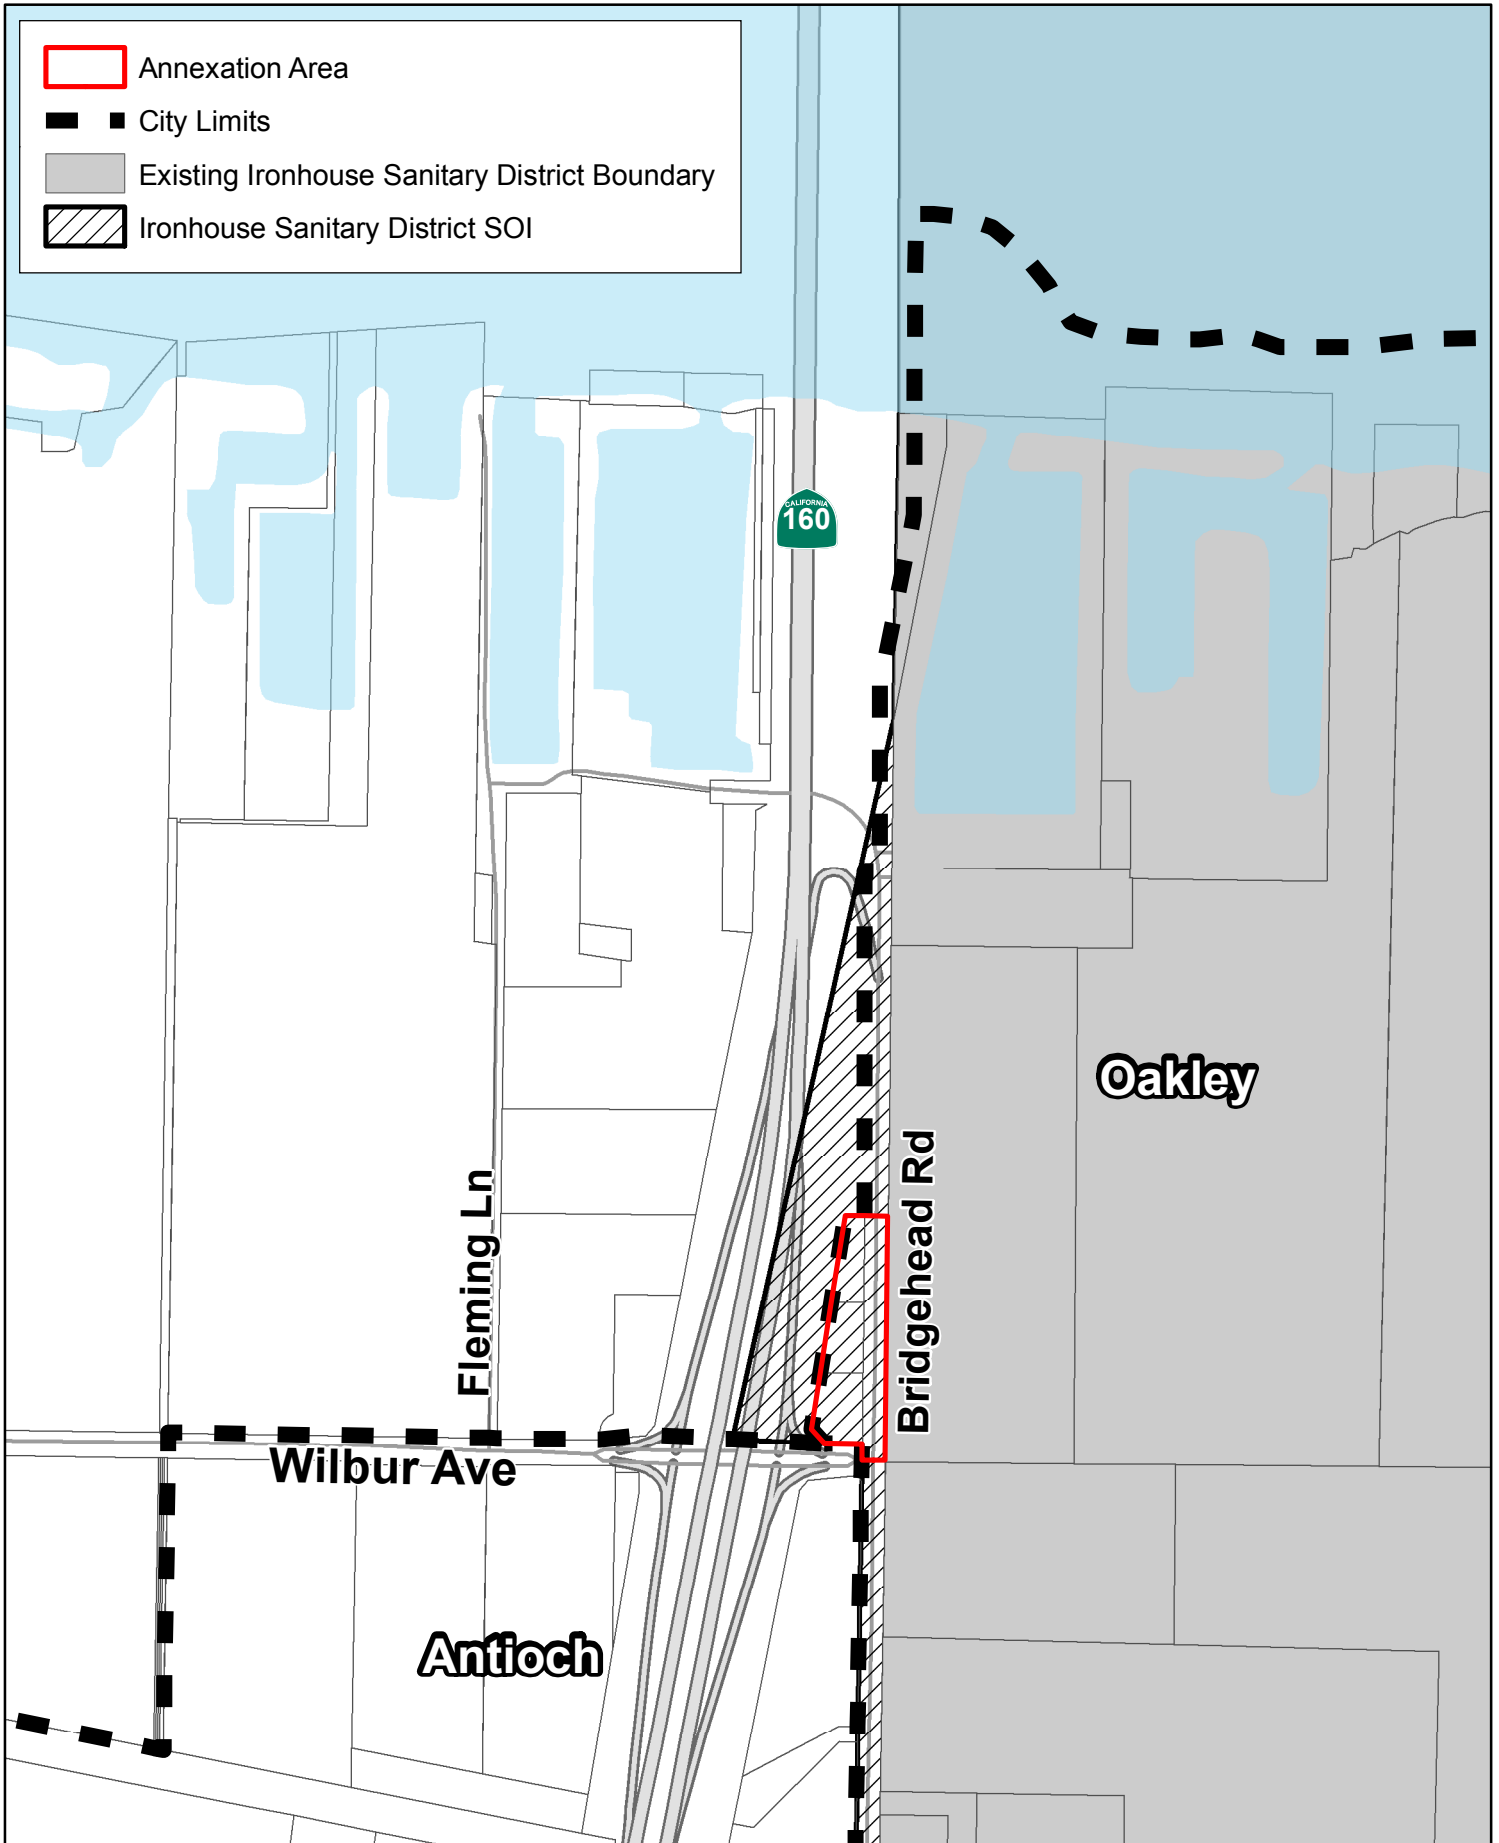 Annexation Area
City Limits
Existing Ironhouse Sanitary District Boundary
Ironhouse Sanitary District SOI
CALIFORNIA
160
Oakley
Bridgehead Rd
Fleming Ln
Wilbur Ave
Antioch